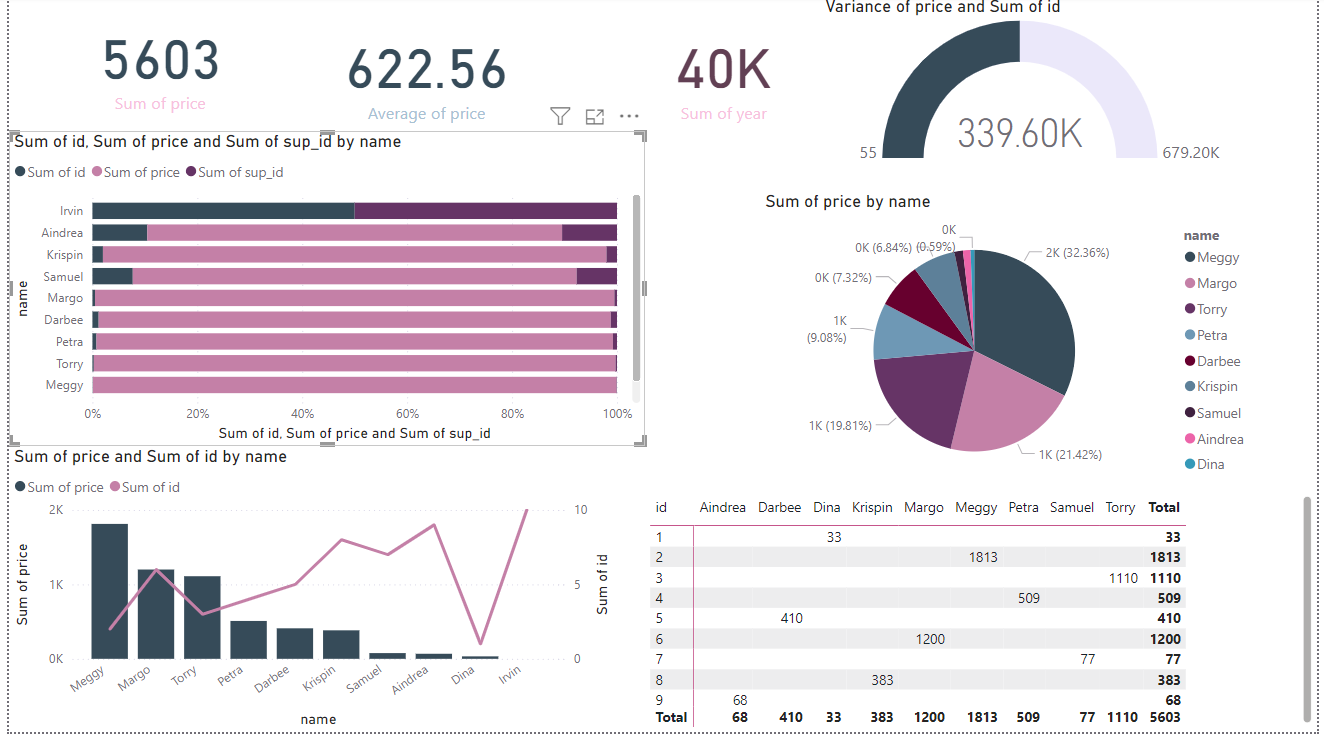 Variance of price and Sum of id
5603
Sum of price
622.56
Average of price
40K
Sum of year
339.60K
55
679.20K
Sum of id, Sum of price and Sum of sup_id by name
Sum of id Sum of price Sum of sup_id
name
Irvin
Aindrea
Krispin
Samuel
Margo
Darbee
Petra
Torry
Meggy
0% 20% 40% 60% 80% 100%
Sum of id, Sum of price and Sum of sup_id
Sum of price by name
0K
(0.59%)
0K (6.84%)
0K (7.32%)
1K
(9.08%)
1K (19.81%)
1K (21.42%)
2K (32.36%)
name
Meggy
Margo
Torry
Petra
Darbee
Krispin
Samuel
Aindrea
Dina
Sum of price and Sum of id by name
Sum of price Sum of id
Sum of price
2K
1K
0K
Sum of id
10
5
0
Meggy Margo Torry Petra Darbee Krispin Samuel Aindrea Dina Irvin
name
id Aindrea Darbee Dina Krispin Margo Meggy Petra Samuel Torry Total
1 33 33
2 1813 1813
3 1110 1110
4 509 509
5 410 410
6 1200 1200
7 77 77
8 383 383
9 68 68
Total 68 410 33 383 1200 1813 509 77 1110 5603